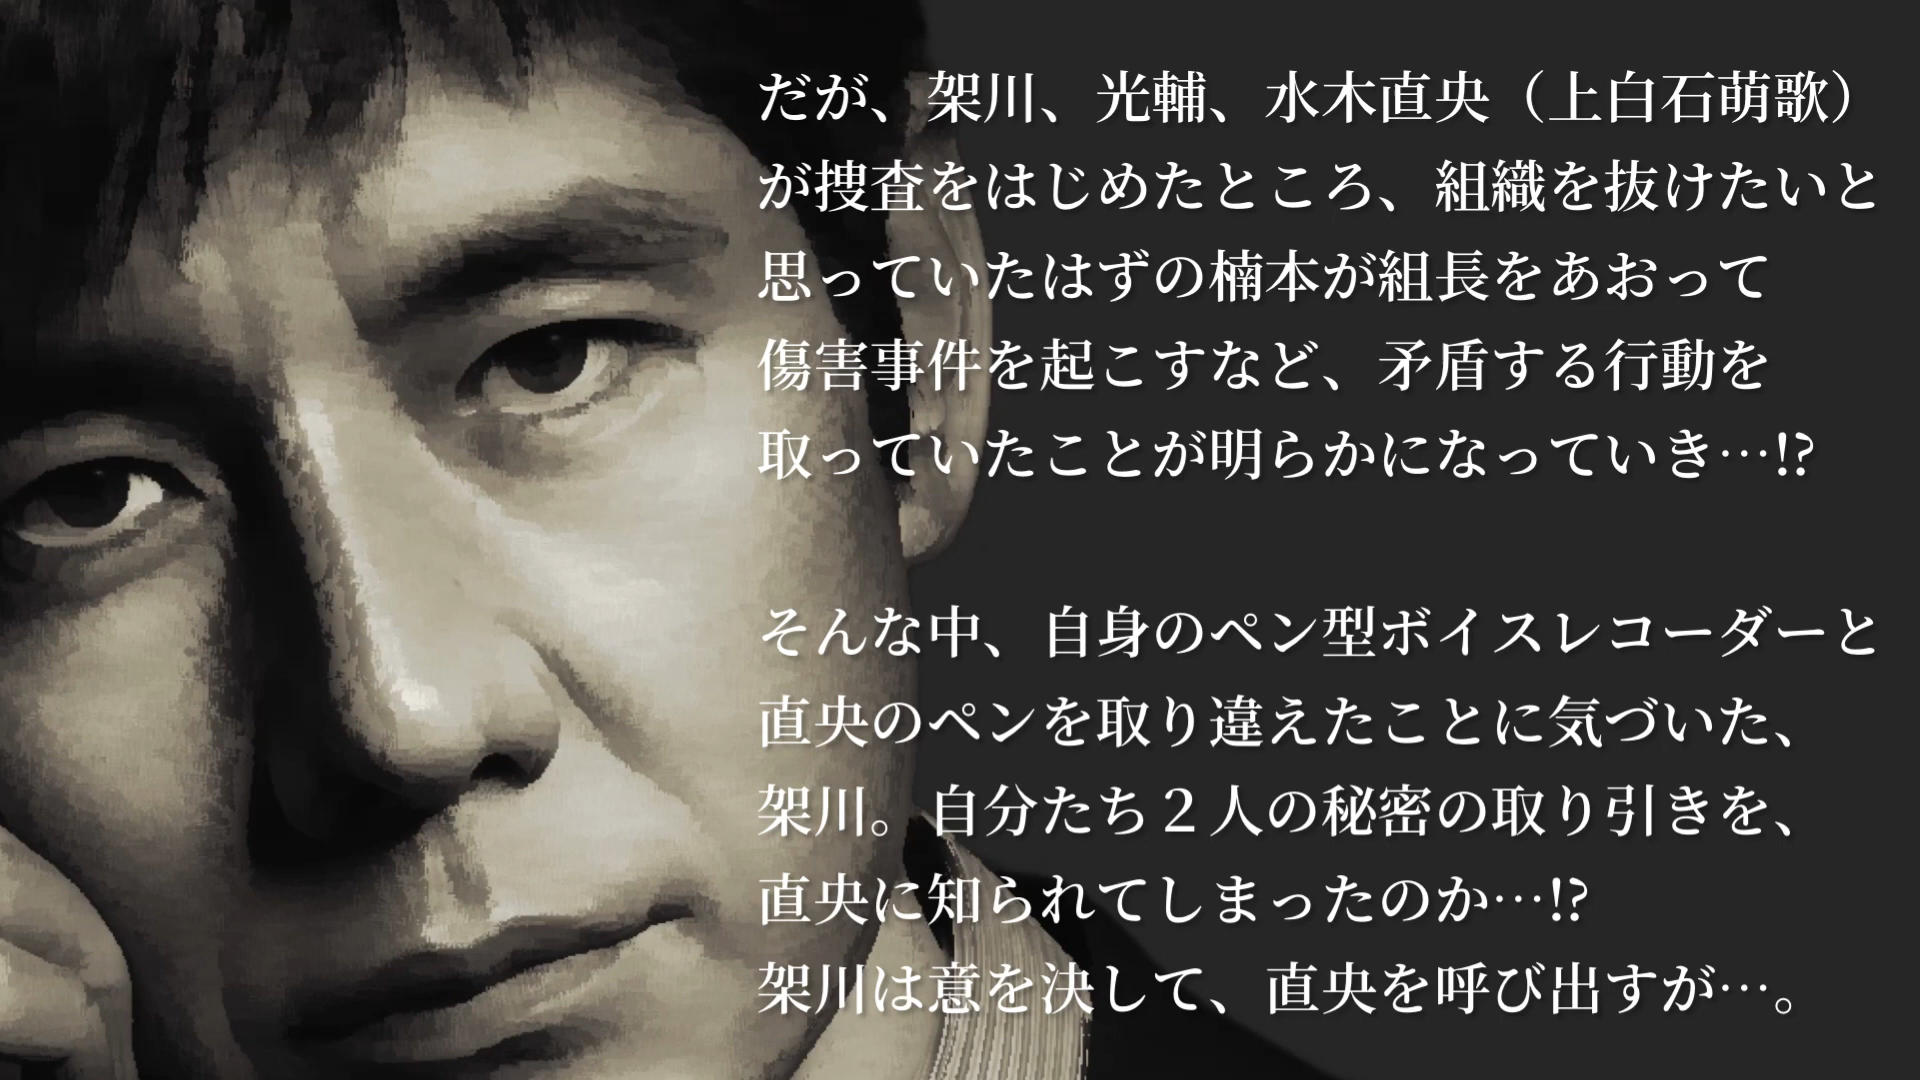 だが、架川、光輔、水木直央（上白石萌歌）
が捜査をはじめたところ、組織を抜けたいと
思っていたはずの楠本が組長をあおって
傷害事件を起こすなど、矛盾する行動を
取っていたことが明らかになっていき…!?
そんな中、自身のペン型ボイスレコーダーと
直央のペンを取り違えたことに気づいた、
架川。自分たち２人の秘密の取り引きを、
直央に知られてしまったのか…!?
架川は意を決して、直央を呼び出すが…。